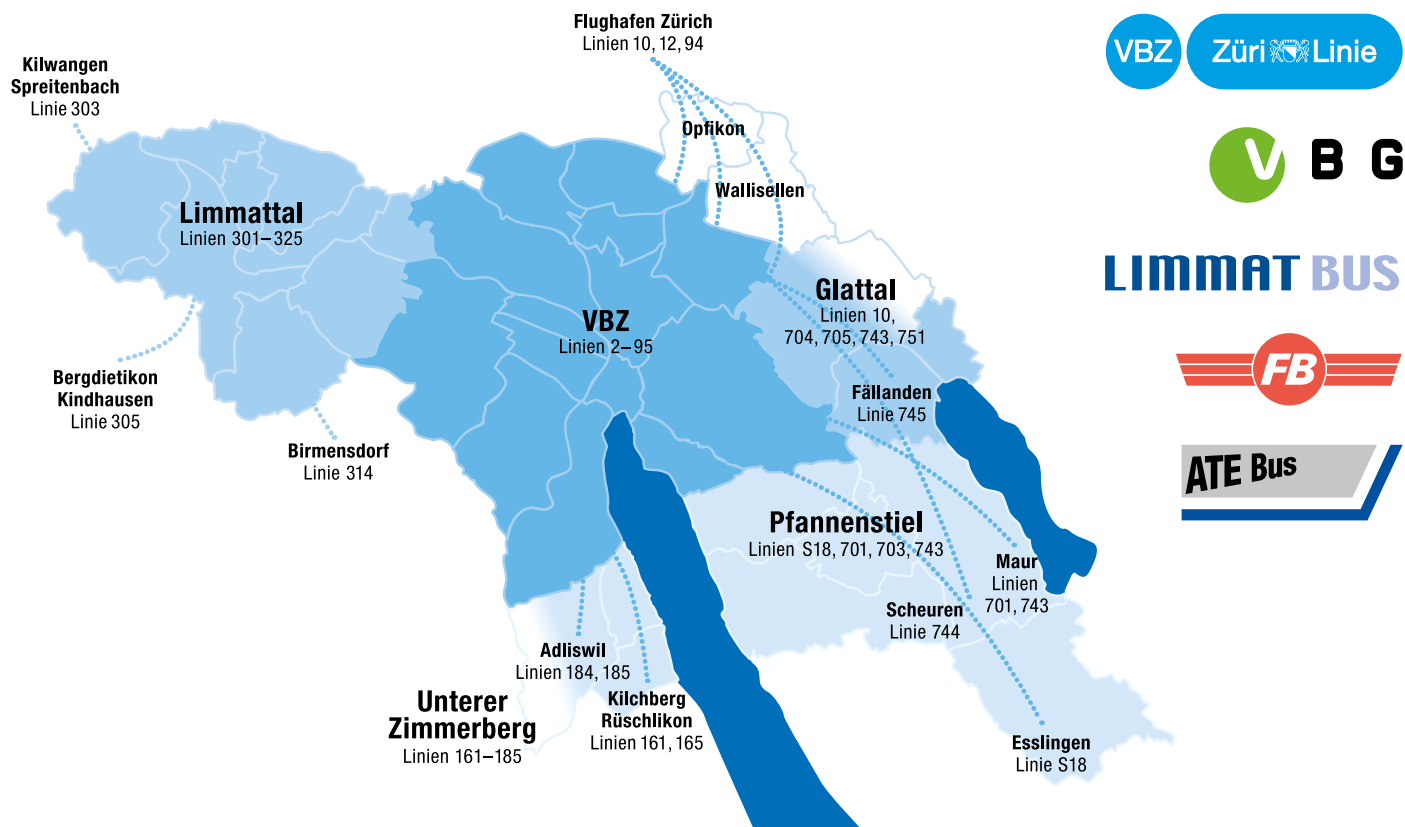 Flughafen Zürich
Linien 10, 12, 94
Kilwangen
Spreitenbach
Linie 303
Opfikon
Wallisellen
Limmattal
Linien 301–325
VBZ
Linien 2–95
Glattal
Linien 10,
704, 705, 743, 751
Fällanden
Linie 745
Bergdietikon
Kindhausen
Linie 305
Birmensdorf
Linie 314
Pfannenstiel
Linien S18, 701, 703, 743
Maur
Linien
701, 743
Scheuren
Linie 744
Adliswil
Linien 184, 185
Unterer
Zimmerberg
Linien 161–185
Kilchberg
Rüschlikon
Linien 161, 165
Esslingen
Linie S18
VBZ Züri Linie
V B G
LIMMAT BUS
FB
ATE Bus